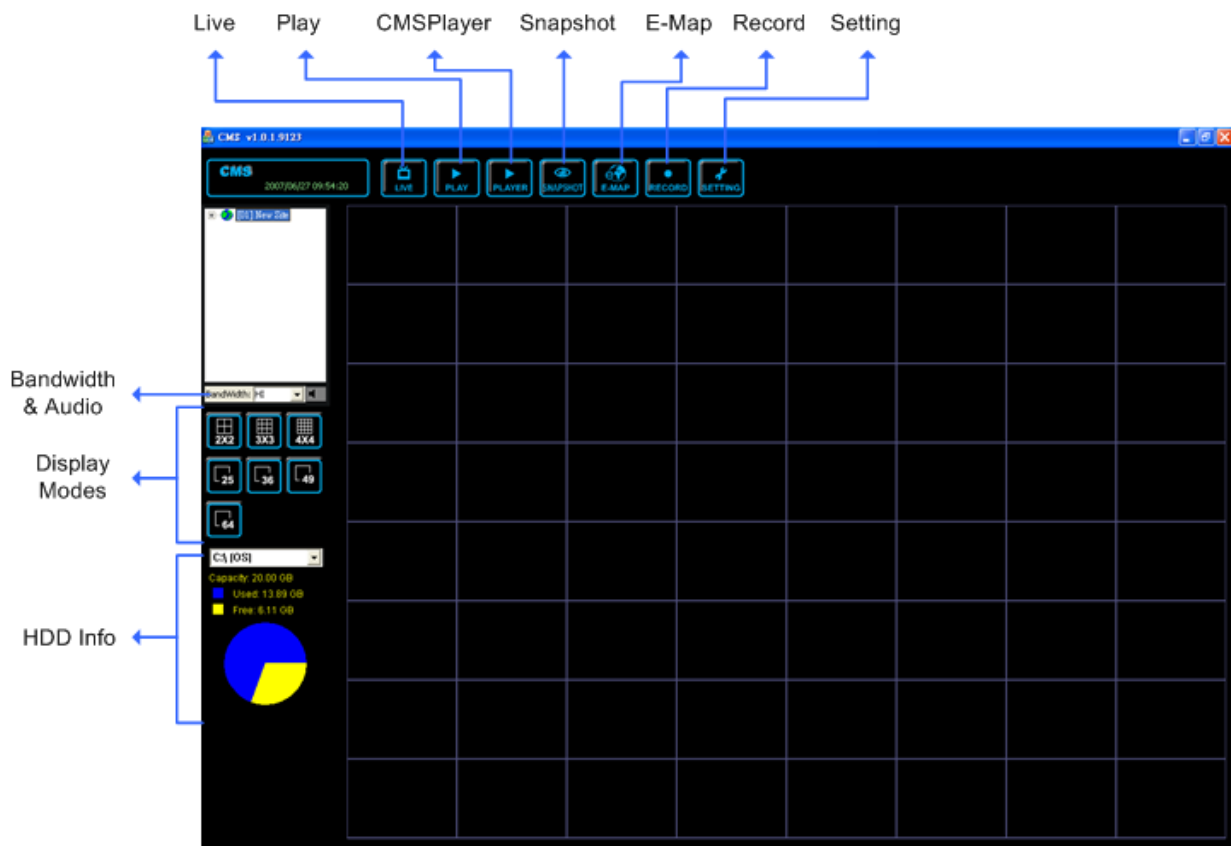 Live Play CMSPlayer Snapshot E-Map Record Setting
CMS v1.0.1.9123
CMS
2007/06/27 09:54:20
LIVE PLAY PLAYER SNAPSHOT E-MAP RECORD SETTING
[01] New Site
Bandwidth
& Audio
BandWidth: HI
2X2 3X3 4X4
Display
Modes
25 36 49
64
C:\ [OS]
Capacity: 20.00 GB
Used: 13.89 GB
Free: 6.11 GB
HDD Info